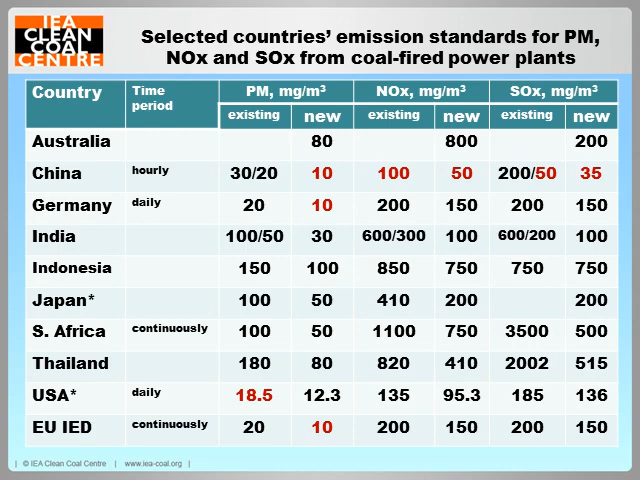 IEA
CLEAN
COAL
CENTRE
Selected countries’ emission standards for PM,
NOx and SOx from coal-fired power plants
Country Time period PM, mg/m³ NOx, mg/m³ SOx, mg/m³
existing new existing new existing new
Australia 80 800 200
China hourly 30/20 10 100 50 200/50 35
Germany daily 20 10 200 150 200 150
India 100/50 30 600/300 100 600/200 100
Indonesia 150 100 850 750 750 750
Japan* 100 50 410 200 200
S. Africa continuously 100 50 1100 750 3500 500
Thailand 180 80 820 410 2002 515
USA* daily 18.5 12.3 135 95.3 185 136
EU IED continuously 20 10 200 150 200 150
| © IEA Clean Coal Centre | www.iea-coal.org |